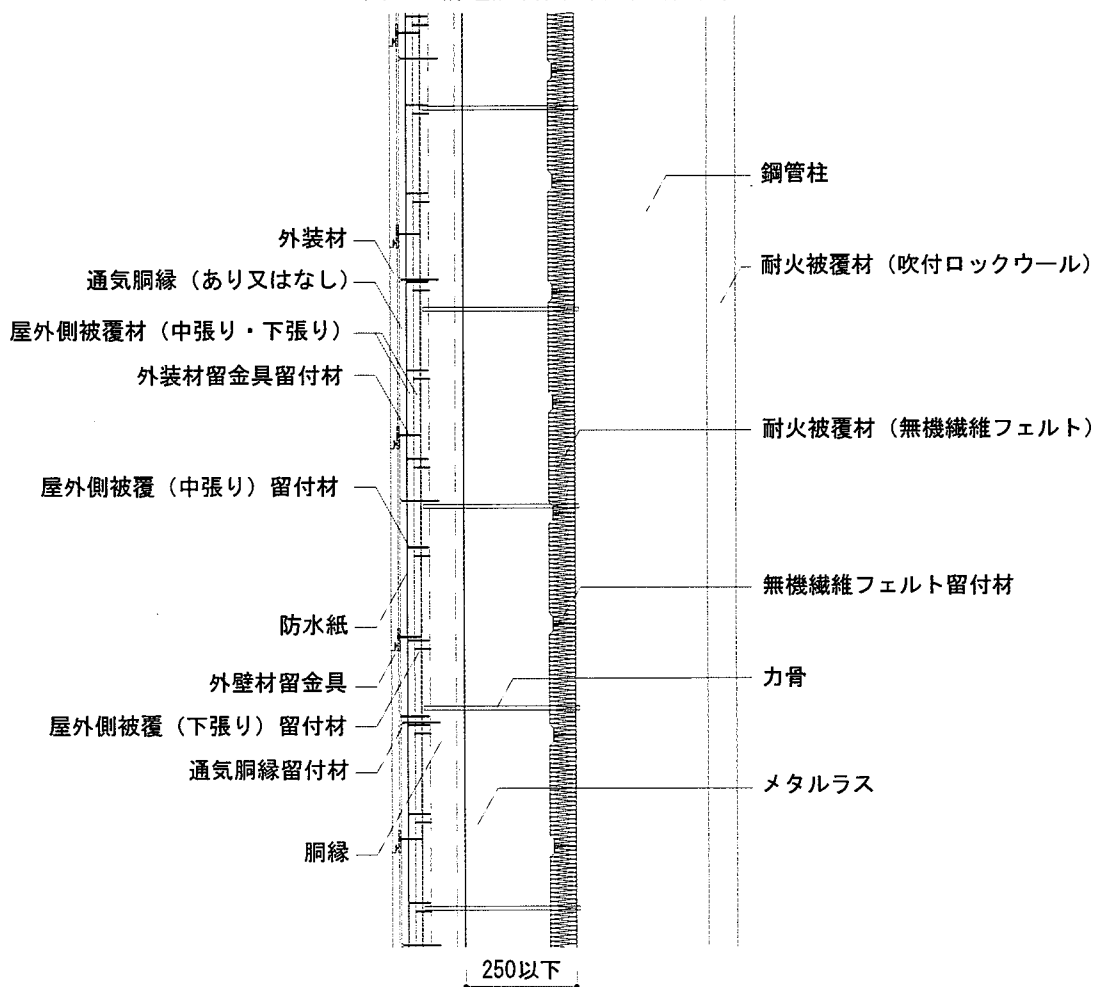 鋼管柱
外装材
耐火被覆材（吹付ロックウール）
通気胴縁（あり又はなし）
屋外側被覆材（中張り・下張り）
外装材留金具留付材
耐火被覆材（無機繊維フェルト）
屋外側被覆（中張り）留付材
無機繊維フェルト留付材
防水紙
外壁材留金具
力骨
屋外側被覆（下張り）留付材
通気胴縁留付材
メタルラス
胴縁
250以下